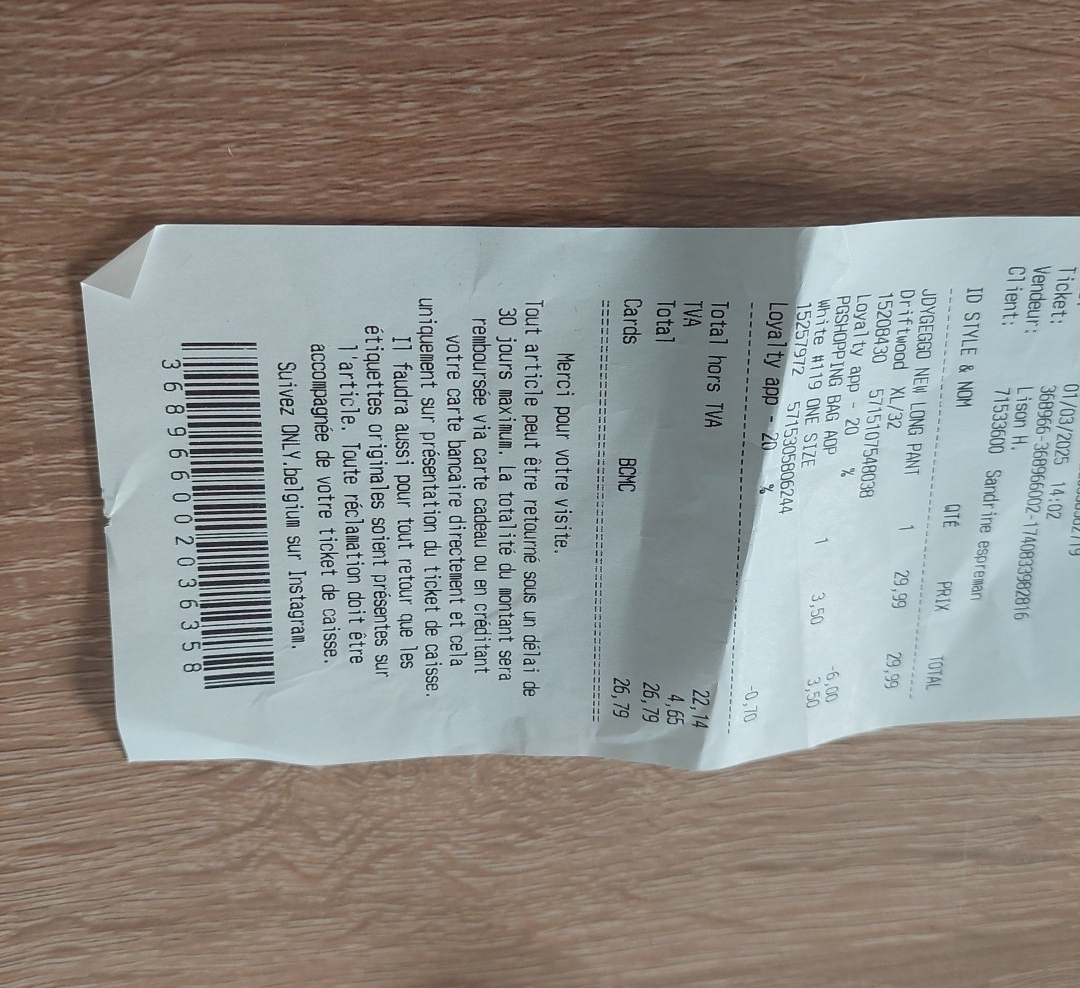 Ticket: 01/03/2025 14:02
Vendeur: 368966-368966002-1740833982816
Lison H.
Client: 71533600 Sandrine espreman
ID STYLE & NOM QTÉ PRIX TOTAL
JDYGEGGO NEW LONG PANT 1 29,99 29,99
Driftwood XL/32
15208430 5715107548038
Loyalty app - 20 % -6,00
PGSHOPPING BAG AOP 1 3,50 3,50
White #119 ONE SIZE
15257972 5715305806244
Loyalty app - 20 % -0,70
Total hors TVA 22,14
TVA 4,65
Total 26,79
Cards BCMC 26,79
Merci pour votre visite.
Tout article peut être retourné sous un délai de
30 jours maximum. La totalité du montant sera
remboursée via carte cadeau ou en créditant
votre carte bancaire directement et cela
uniquement sur présentation du ticket de caisse.
Il faudra aussi pour tout retour que les
étiquettes originales soient présentes sur
l'article. Toute réclamation doit être
accompagnée de votre ticket de caisse.
Suivez ONLY.belgium sur Instagram.
368966002036358